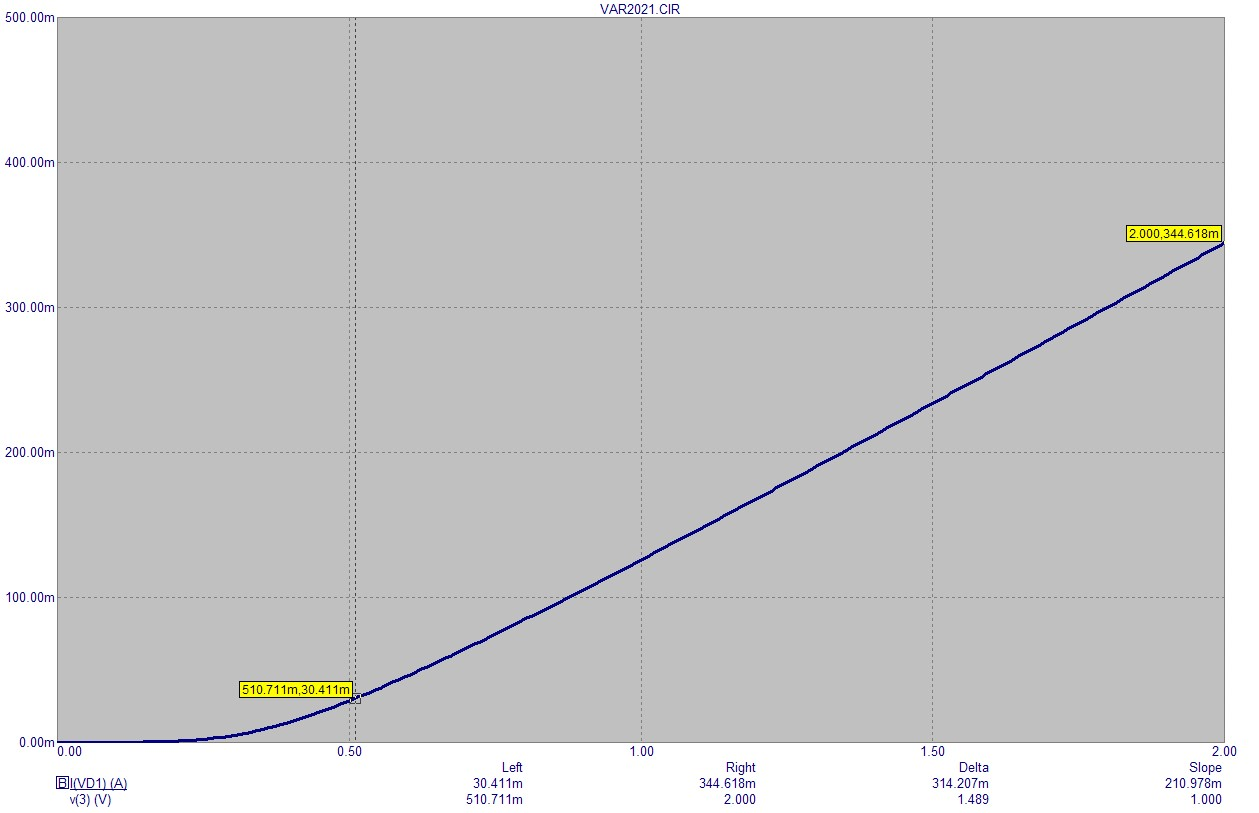 VAR2021.CIR
500.00m
400.00m
300.00m
200.00m
100.00m
0.00m
2.000,344.618m
510.711m,30.411m
0.00 0.50 1.00 1.50 2.00
Left Right Delta Slope
B I(VD1) (A) 30.411m 344.618m 314.207m 210.978m
v(3) (V) 510.711m 2.000 1.489 1.000